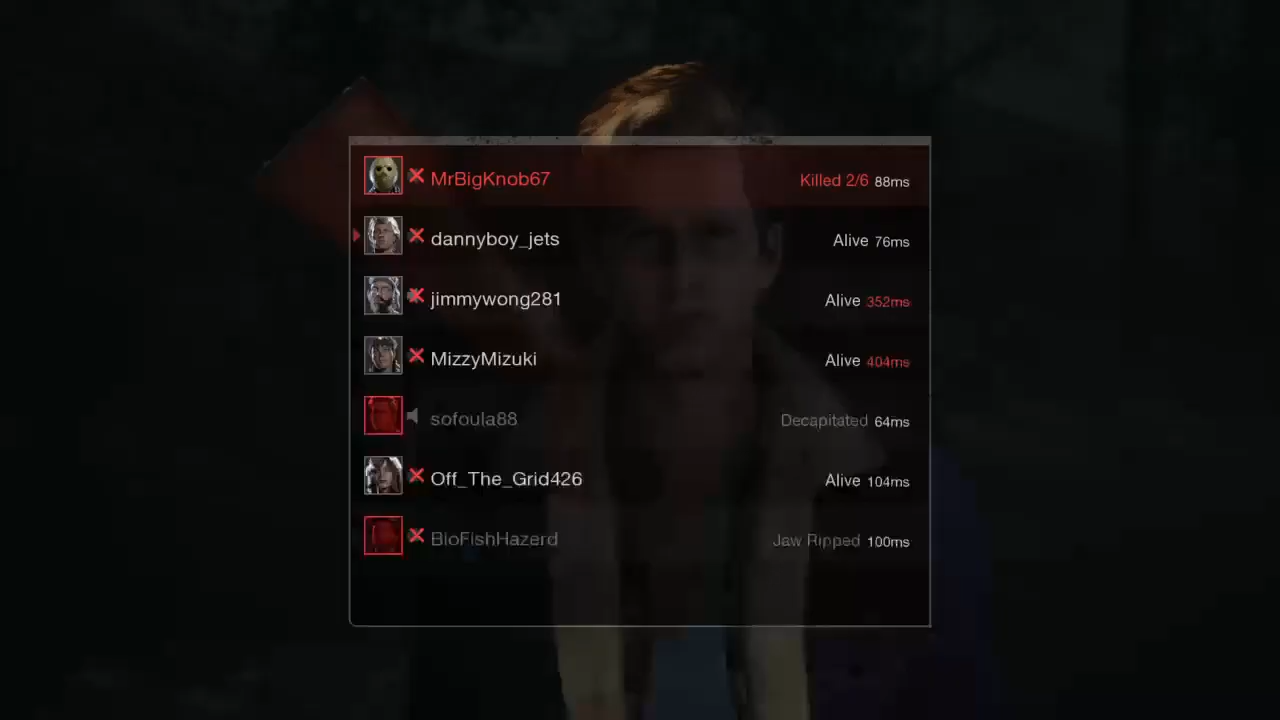 MrBigKnob67 Killed 2/6 88ms
dannyboy_jets Alive 76ms
jimmywong281 Alive 352ms
MizzyMizuki Alive 404ms
sofoula88 Decapitated 64ms
Off_The_Grid426 Alive 104ms
BioFishHazerd Jaw Ripped 100ms